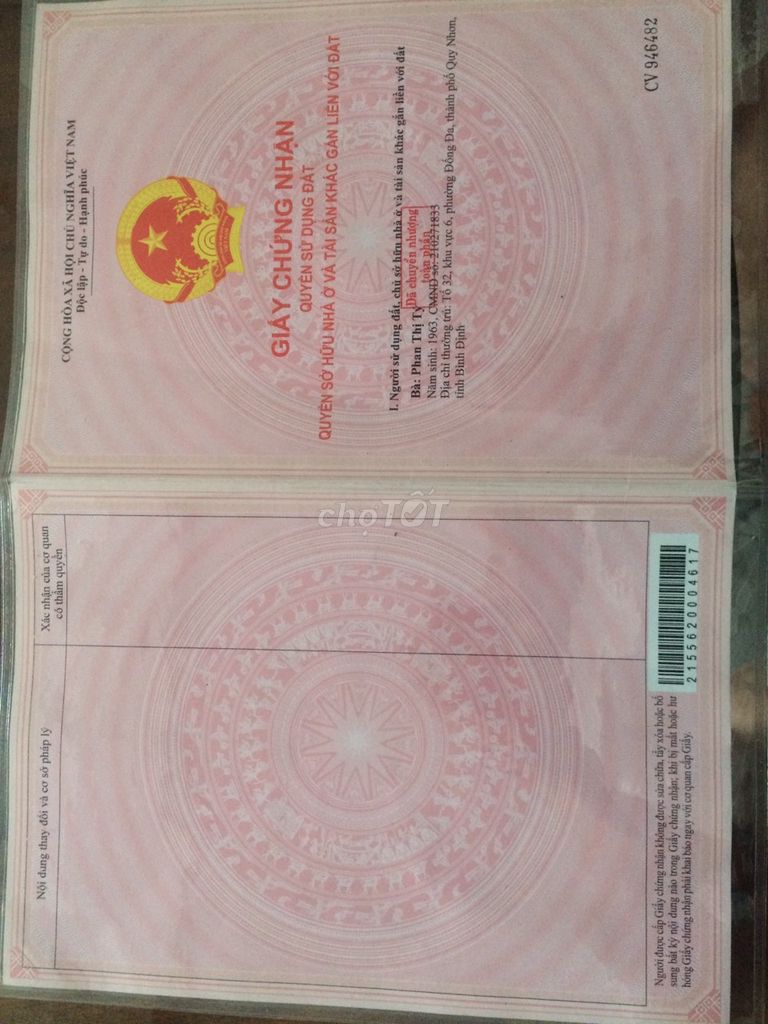 CỘNG HÒA XÃ HỘI CHỦ NGHĨA VIỆT NAM
Độc lập - Tự do - Hạnh phúc
GIẤY CHỨNG NHẬN
QUYỀN SỬ DỤNG ĐẤT
QUYỀN SỞ HỮU NHÀ Ở VÀ TÀI SẢN KHÁC GẮN LIỀN VỚI ĐẤT
I. Người sử dụng đất, chủ sở hữu nhà ở và tài sản khác gắn liền với đất
Đã chuyển nhượng
toàn phần
Bà: Phan Thị Tý
Năm sinh: 1963, CMND số: 210271833
Địa chỉ thường trú: Tổ 32, khu vực 6, phường Đống Đa, thành phố Quy Nhơn,
tỉnh Bình Định
CV 946482
Nội dung thay đổi và cơ sở pháp lý
Xác nhận của cơ quan
có thẩm quyền
Người được cấp Giấy chứng nhận không được sửa chữa, tẩy xóa hoặc bổ
sung bất kỳ nội dung nào trong Giấy chứng nhận; khi bị mất hoặc hư
hỏng Giấy chứng nhận phải khai báo ngay với cơ quan cấp Giấy.
2155620004617
chợTỐT